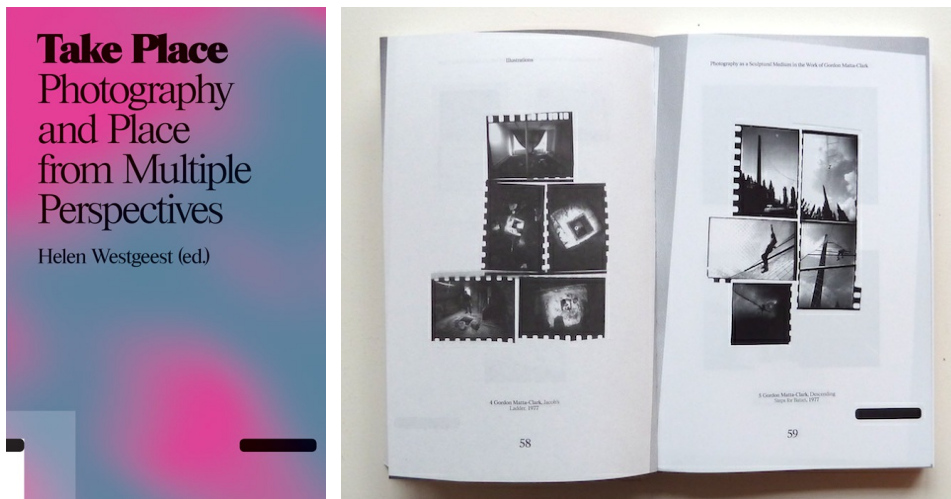 Take Place
Photography
and Place
from Multiple
Perspectives
Helen Westgeest (ed.)
Illustrations
4 Gordon Matta-Clark, Jacob's
Ladder, 1977
58
Photography as a Sculptural Medium in the Work of Gordon Matta-Clark
5 Gordon Matta-Clark, Descending
Steps for Batan, 1977
59